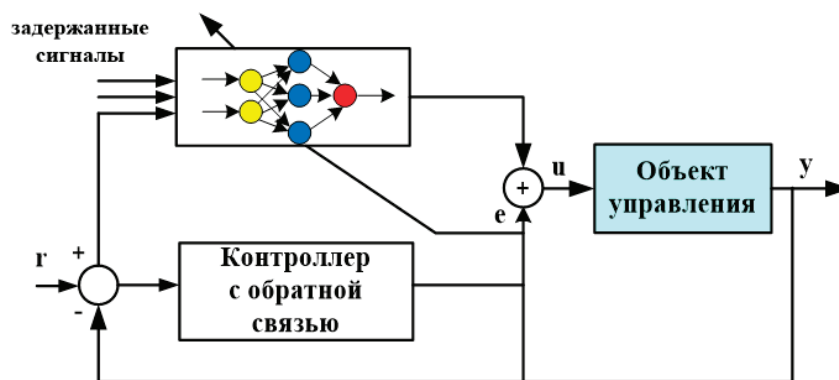 задержанные
сигналы
+
u
e
Объект
управления
y
r
+
-
Контроллер
с обратной
связью